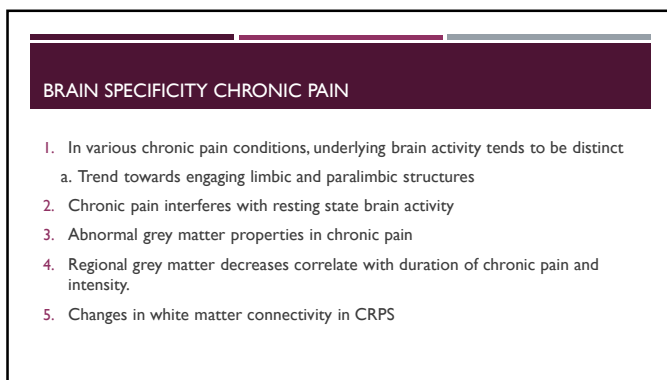 BRAIN SPECIFICITY CHRONIC PAIN
1. In various chronic pain conditions, underlying brain activity tends to be distinct
a. Trend towards engaging limbic and paralimbic structures
2. Chronic pain interferes with resting state brain activity
3. Abnormal grey matter properties in chronic pain
4. Regional grey matter decreases correlate with duration of chronic pain and
intensity.
5. Changes in white matter connectivity in CRPS